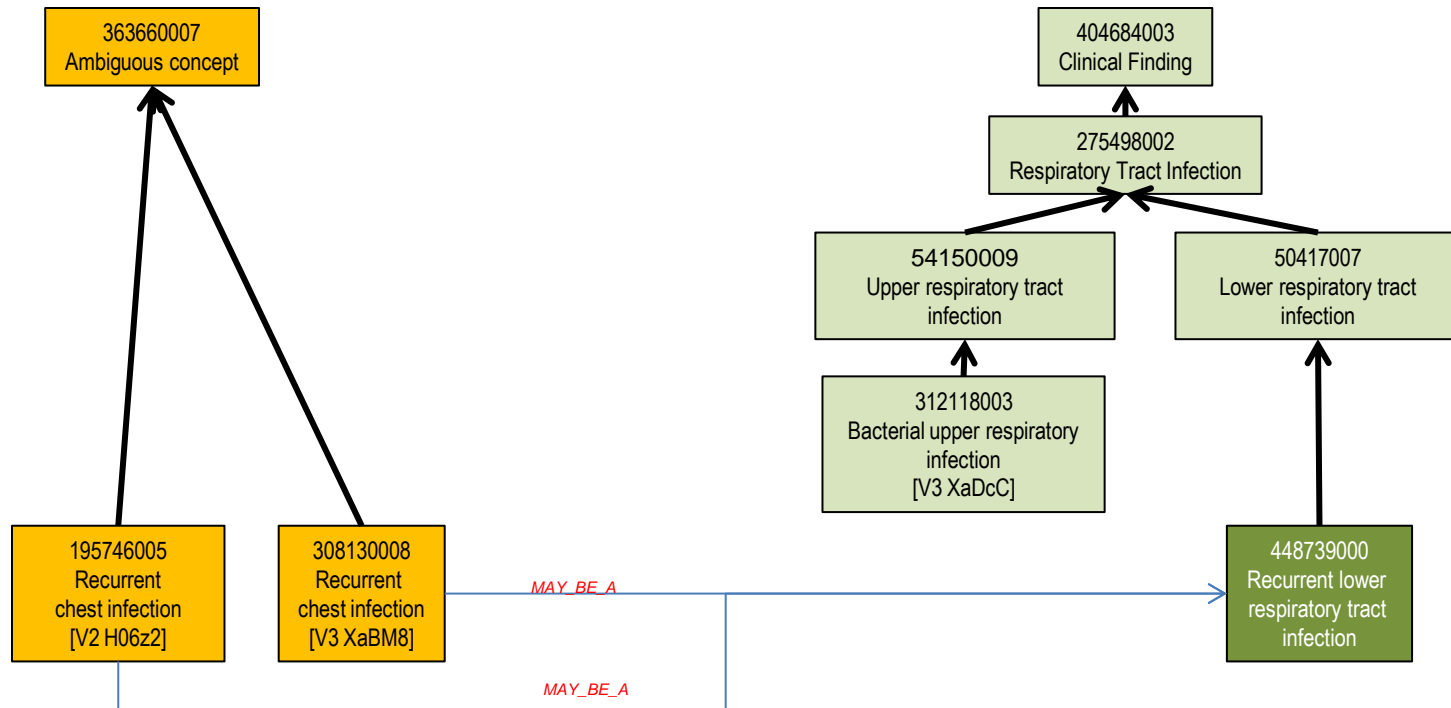 363660007
Ambiguous concept
404684003
Clinical Finding
275498002
Respiratory Tract Infection
54150009
Upper respiratory tract
infection
50417007
Lower respiratory tract
infection
312118003
Bacterial upper respiratory
infection
[V3 XaDcC]
195746005
Recurrent
chest infection
[V2 H06z2]
308130008
Recurrent
chest infection
[V3 XaBM8]
MAY_BE_A
448739000
Recurrent lower
respiratory tract
infection
MAY_BE_A